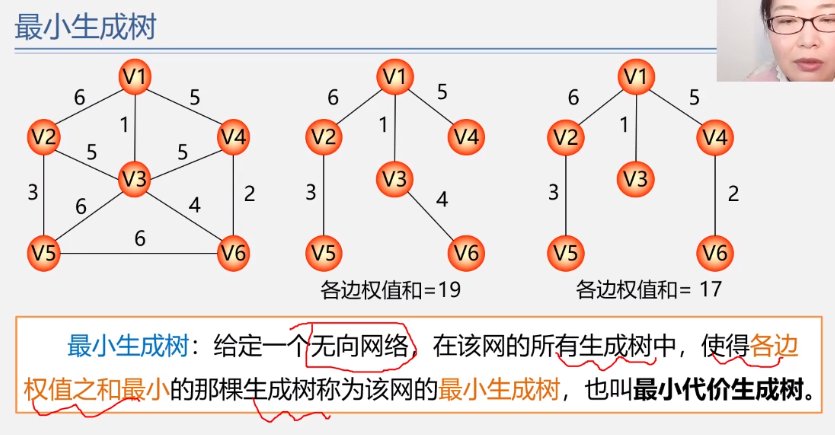 最小生成树
V1 V1 V1
6 5 6 5 6 5
1 1 1
V2 V4 V2 V4 V2 V4
5 5
V3 V3 V3
3 2 3 4 3 2
6 4
6
V5 V6 V5 V6 V5 V6
各边权值和=19 各边权值和= 17
最小生成树：给定一个无向网络，在该网的所有生成树中，使得各边
权值之和最小的那棵生成树称为该网的最小生成树，也叫最小代价生成树。